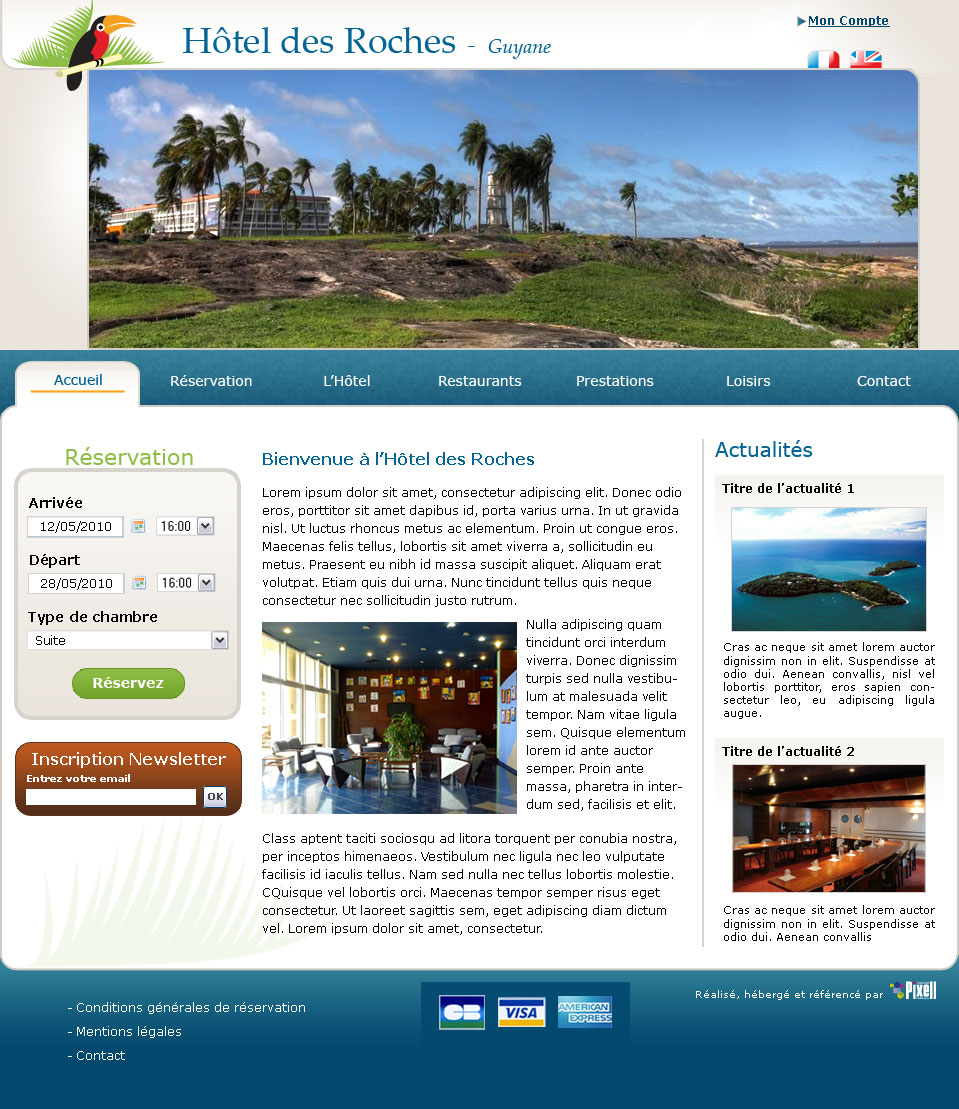 Hôtel des Roches - Guyane
Mon Compte
Accueil
Réservation
L'Hôtel
Restaurants
Prestations
Loisirs
Contact
Réservation
Arrivée
12/05/2010
16:00
Départ
28/05/2010
16:00
Type de chambre
Suite
Réservez
Inscription Newsletter
Entrez votre email
OK
Bienvenue à l'Hôtel des Roches
Lorem ipsum dolor sit amet, consectetur adipiscing elit. Donec odio
eros, porttitor sit amet dapibus id, porta varius urna. In ut gravida
nisl. Ut luctus rhoncus metus ac elementum. Proin ut congue eros.
Maecenas felis tellus, lobortis sit amet viverra a, sollicitudin eu
metus. Praesent eu nibh id massa suscipit aliquet. Aliquam erat
volutpat. Etiam quis dui urna. Nunc tincidunt tellus quis neque
consectetur nec sollicitudin justo rutrum.
Nulla adipiscing quam
tincidunt orci interdum
viverra. Donec dignissim
turpis sed nulla vestibu-
lum at malesuada velit
tempor. Nam vitae ligula
sem. Quisque elementum
lorem id ante auctor
semper. Proin ante
massa, pharetra in inter-
dum sed, facilisis et elit.
Class aptent taciti sociosqu ad litora torquent per conubia nostra,
per inceptos himenaeos. Vestibulum nec ligula nec leo vulputate
facilisis id iaculis tellus. Nam sed nulla nec tellus lobortis molestie.
CQuisque vel lobortis orci. Maecenas tempor semper risus eget
consectetur. Ut laoreet sagittis sem, eget adipiscing diam dictum
vel. Lorem ipsum dolor sit amet, consectetur.
Actualités
Titre de l'actualité 1
Cras ac neque sit amet lorem auctor
dignissim non in elit. Suspendisse at
odio dui. Aenean convallis, nisl vel
lobortis porttitor, eros sapien con-
sectetur leo, eu adipiscing ligula
augue.
Titre de l'actualité 2
Cras ac neque sit amet lorem auctor
dignissim non in elit. Suspendisse at
odio dui. Aenean convallis
- Conditions générales de réservation
- Mentions légales
- Contact
CB
VISA
AMERICAN
EXPRESS
Réalisé, hébergé et référencé par Pixell